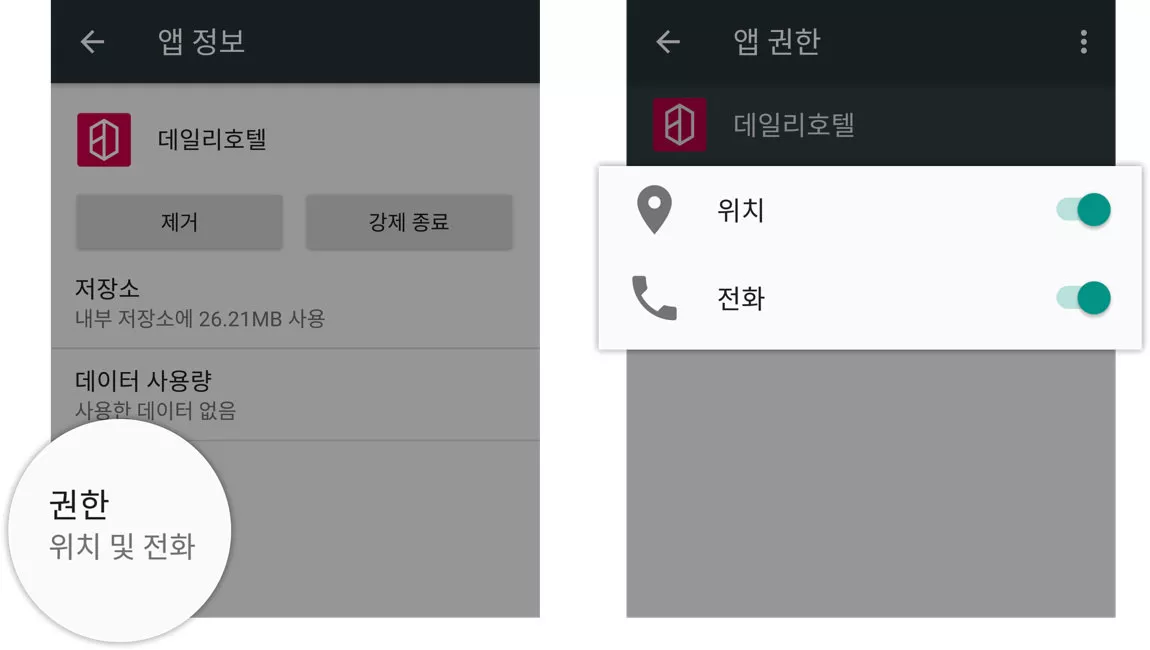 앱 정보
데일리호텔
제거
강제 종료
저장소
내부 저장소에 26.21MB 사용
데이터 사용량
사용한 데이터 없음
권한
위치 및 전화
앱 권한
데일리호텔
위치
전화